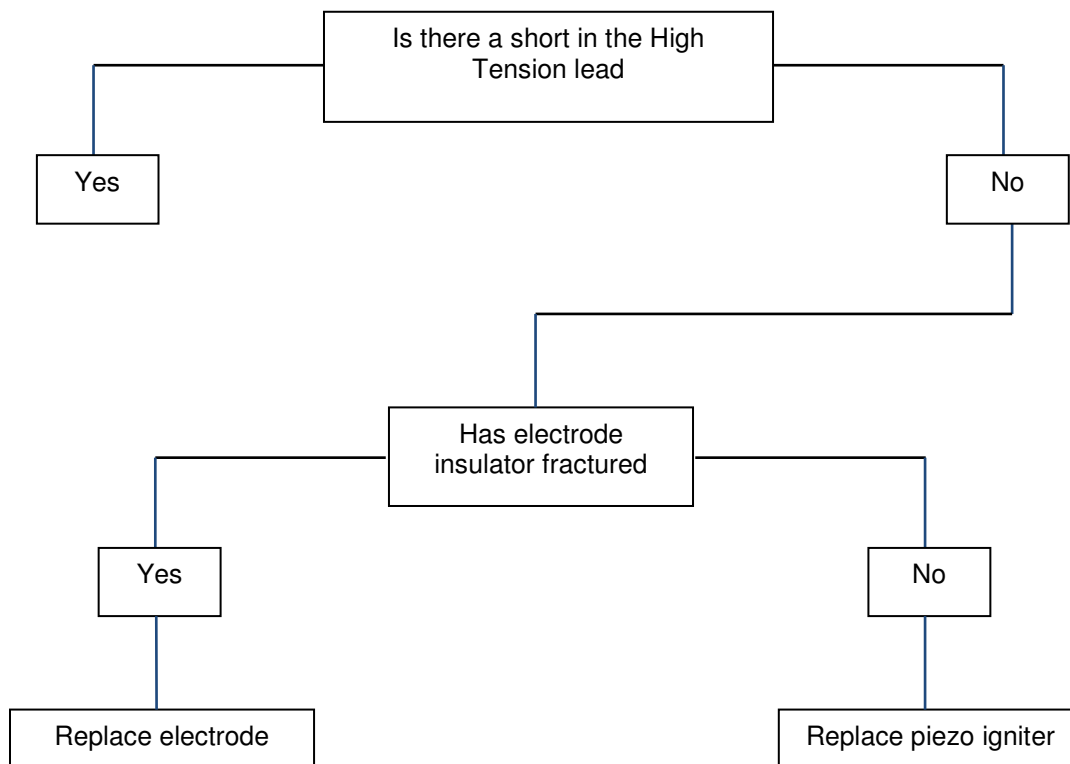 Is there a short in the High
Tension lead
Yes
No
Has electrode
insulator fractured
Yes
No
Replace electrode
Replace piezo igniter